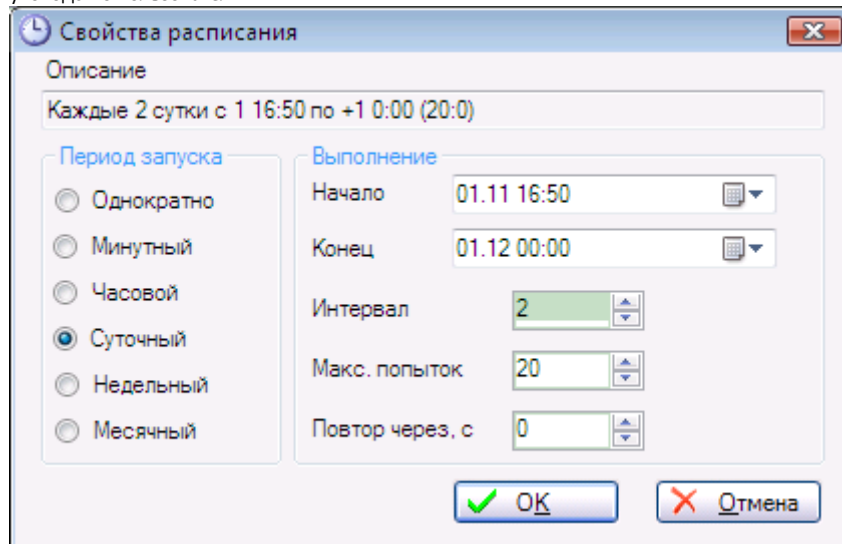 Свойства расписания
Описание
Каждые 2 сутки с 1 16:50 по +1 0:00 (20:0)
Период запуска
Однократно
Минутный
Часовой
Суточный
Недельный
Месячный
Выполнение
Начало 01.11 16:50
Конец 01.12 00:00
Интервал 2
Макс. попыток 20
Повтор через, с 0
OK
Отмена